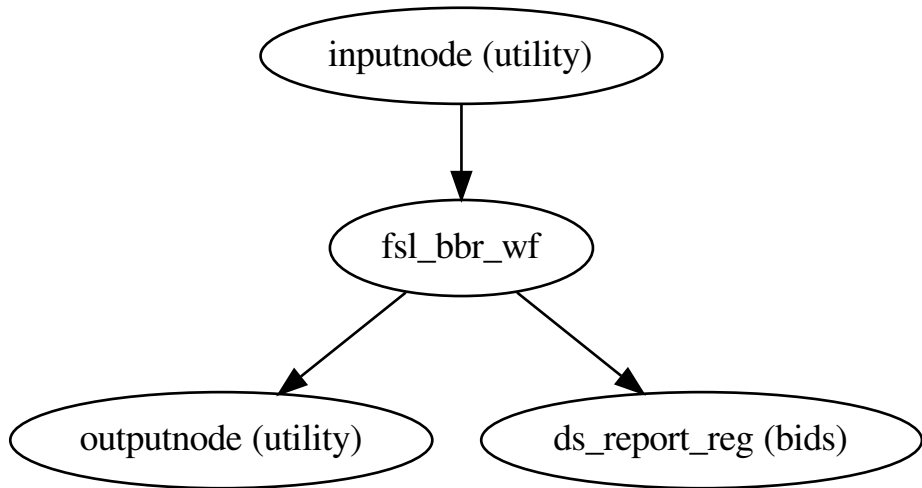 inputnode (utility)
fsl_bbr_wf
outputnode (utility)
ds_report_reg (bids)